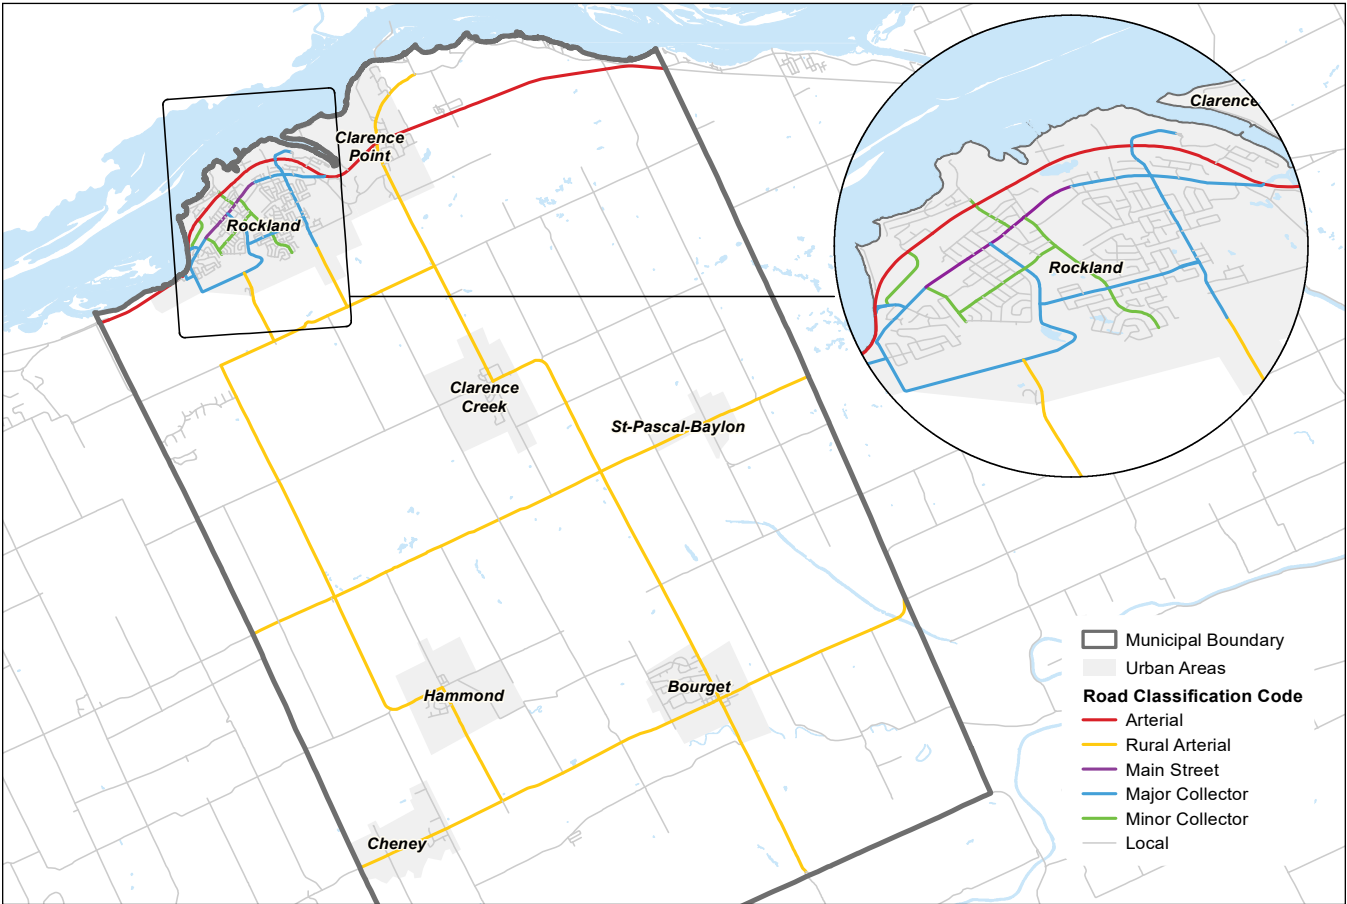 Clarence
Point
Rockland
Clarence
Rockland
Clarence
Creek
St-Pascal-Baylon
Hammond
Bourget
Cheney
Municipal Boundary
Urban Areas
Road Classification Code
Arterial
Rural Arterial
Main Street
Major Collector
Minor Collector
Local